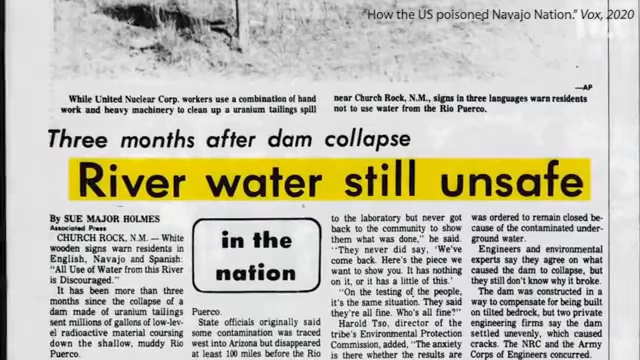 "How the US poisoned Navajo Nation." Vox, 2020
—AP
While United Nuclear Corp. workers use a combination of hand
work and heavy machinery to clean up a uranium tailings spill
near Church Rock, N.M., signs in three languages warn residents
not to use water from the Rio Puerco.
Three months after dam collapse
River water still unsafe
By SUE MAJOR HOLMES
Associated Press
CHURCH ROCK, N.M. — White
wooden signs warn residents in
English, Navajo and Spanish:
"All Use of Water from this River
is Discouraged."
It has been more than three
months since the collapse of a
dam made of uranium tailings
sent millions of gallons of low-lev-
el radioactive material coursing
down the shallow, muddy Rio
Puerco.
in the
nation
Puerco.
State officials originally said
some contamination was traced
west into Arizona but disappeared
at least 100 miles before the Rio
to the laboratory but never got
back to the community to show
them what was done," he said.
"They never did say, 'We've
come back. Here's the piece we
want to show you. It has nothing
on it, or it has a little of this.'
"On the testing of the people,
it's the same situation. They said
they're all fine. Who's all fine?"
Harold Tso, director of the
tribe's Environmental Protection
Commission, added, "The anxiety
is there whether the results are
was ordered to remain closed be-
cause of the contaminated under-
ground water.
Engineers and environmental
experts say they agree on what
caused the dam to collapse, but
they still don't know why it broke.
The dam was constructed in a
way to compensate for being built
on tilted bedrock, but two private
engineering firms say the dam
settled unevenly, which caused
cracks. The NRC and the Army
Corps of Engineers concurred.